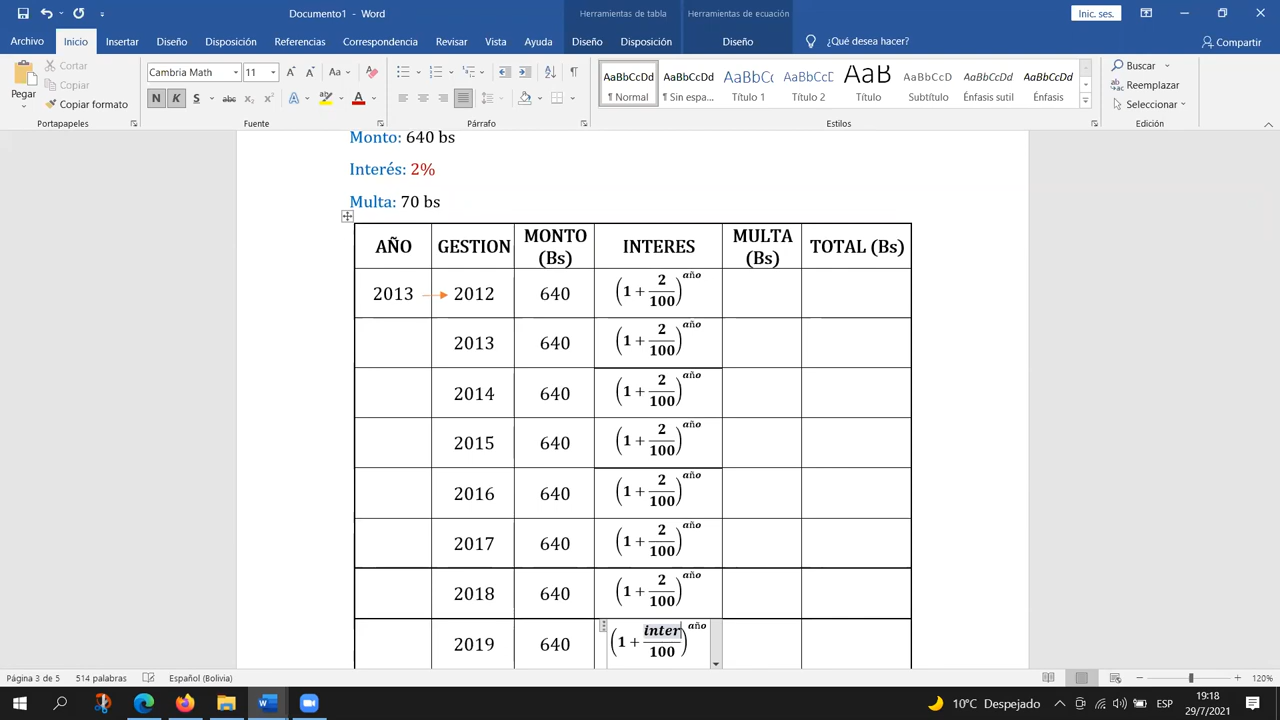 Documento1 - Word
Herramientas de tabla
Herramientas de ecuación
Inic. ses.
Archivo Inicio Insertar Diseño Disposición Referencias Correspondencia Revisar Vista Ayuda Diseño Disposición Diseño ¿Qué desea hacer? Compartir
Pegar
Cortar
Copiar
Copiar formato
Portapapeles
Cambria Math 11
N K S abc x₂ x²
Fuente
Párrafo
AaBbCcDd AaBbCcDd AaBbCc AaBbCcD AaB AaBbCcD AaBbCcDd AaBbCcDd
¶ Normal ¶ Sin espa... Título 1 Título 2 Título Subtítulo Énfasis sutil Énfasis
Estilos
Buscar
Reemplazar
Seleccionar
Edición
Monto: 640 bs
Interés: 2%
Multa: 70 bs
AÑO GESTION MONTO (Bs) INTERES MULTA (Bs) TOTAL (Bs)
2013 2012 640 (1 + 2/100)^año
2013 640 (1 + 2/100)^año
2014 640 (1 + 2/100)^año
2015 640 (1 + 2/100)^año
2016 640 (1 + 2/100)^año
2017 640 (1 + 2/100)^año
2018 640 (1 + 2/100)^año
2019 640 (1 + inter/100)^año
Página 3 de 5 514 palabras Español (Bolivia) 120%
10°C Despejado ESP 19:18
29/7/2021